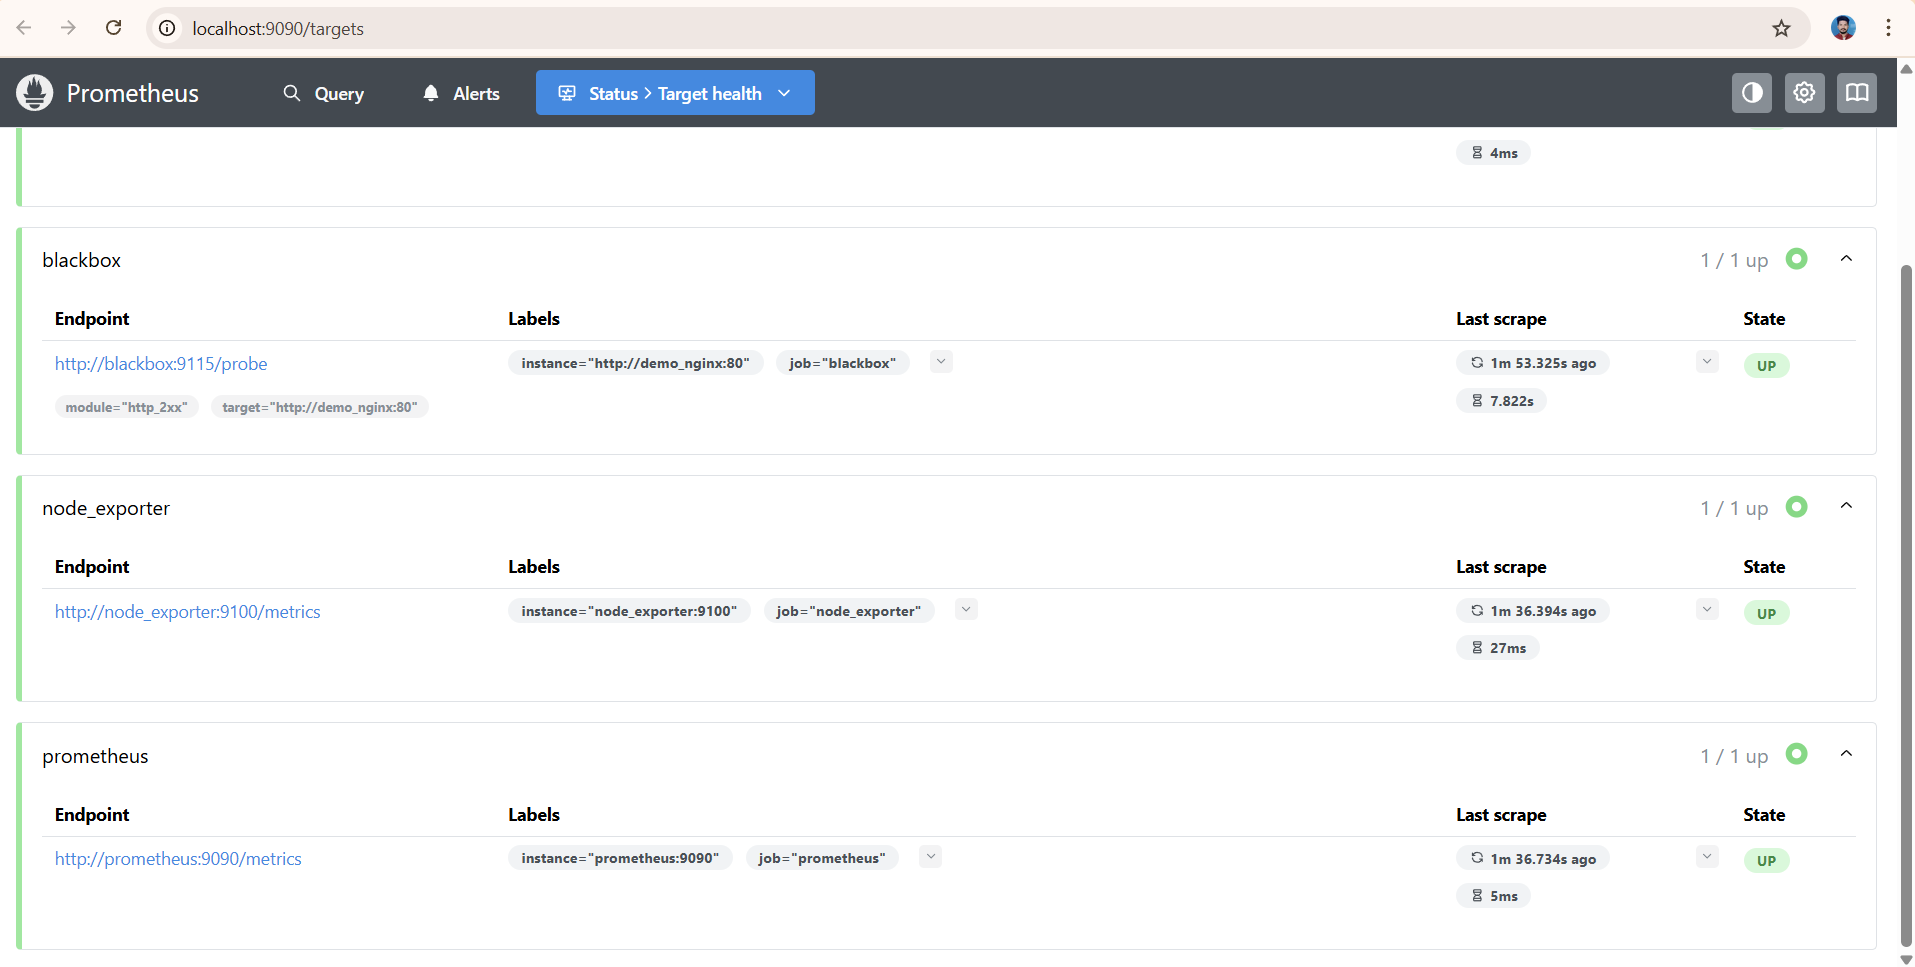 localhost:9090/targets
Prometheus Query Alerts Status > Target health
4ms
blackbox 1 / 1 up
Endpoint Labels Last scrape State
http://blackbox:9115/probe instance="http://demo_nginx:80" job="blackbox" 1m 53.325s ago UP
module="http_2xx" target="http://demo_nginx:80" 7.822s
node_exporter 1 / 1 up
Endpoint Labels Last scrape State
http://node_exporter:9100/metrics instance="node_exporter:9100" job="node_exporter" 1m 36.394s ago UP
27ms
prometheus 1 / 1 up
Endpoint Labels Last scrape State
http://prometheus:9090/metrics instance="prometheus:9090" job="prometheus" 1m 36.734s ago UP
5ms